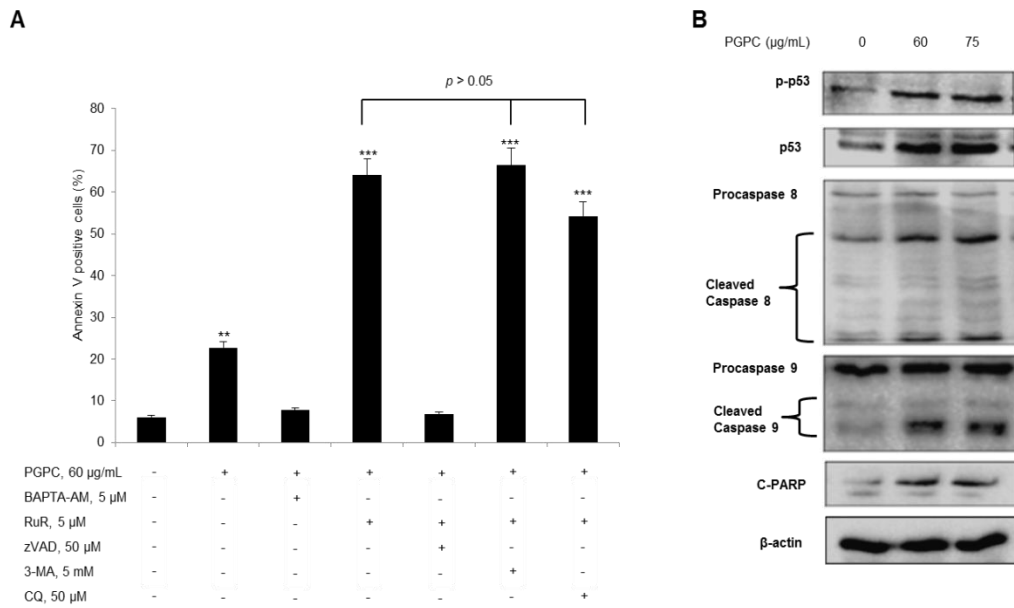 A
p > 0.05
Annexin V positive cells (%)
80
70
60
50
40
30
20
10
0
**
***
***
***
PGPC, 60 µg/mL - + + + + + +
BAPTA-AM, 5 µM - - + - - - -
RuR, 5 µM - - - + + + +
zVAD, 50 µM - - - - + - -
3-MA, 5 mM - - - - - + -
CQ, 50 µM - - - - - - +
B
PGPC (µg/mL) 0 60 75
p-p53
p53
Procaspase 8
Cleaved
Caspase 8
Procaspase 9
Cleaved
Caspase 9
C-PARP
β-actin